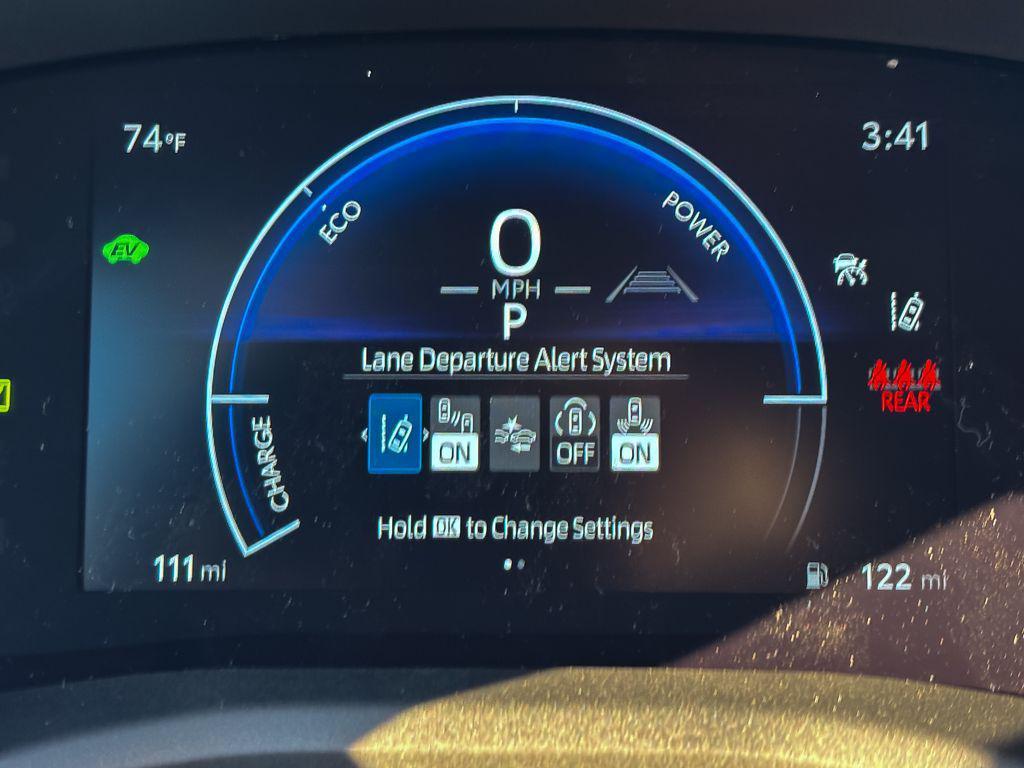 74°F
3:41
EV
ECO
POWER
0
MPH
P
Lane Departure Alert System
REAR
ON
OFF
ON
CHARGE
Hold OK to Change Settings
111 mi
122 mi